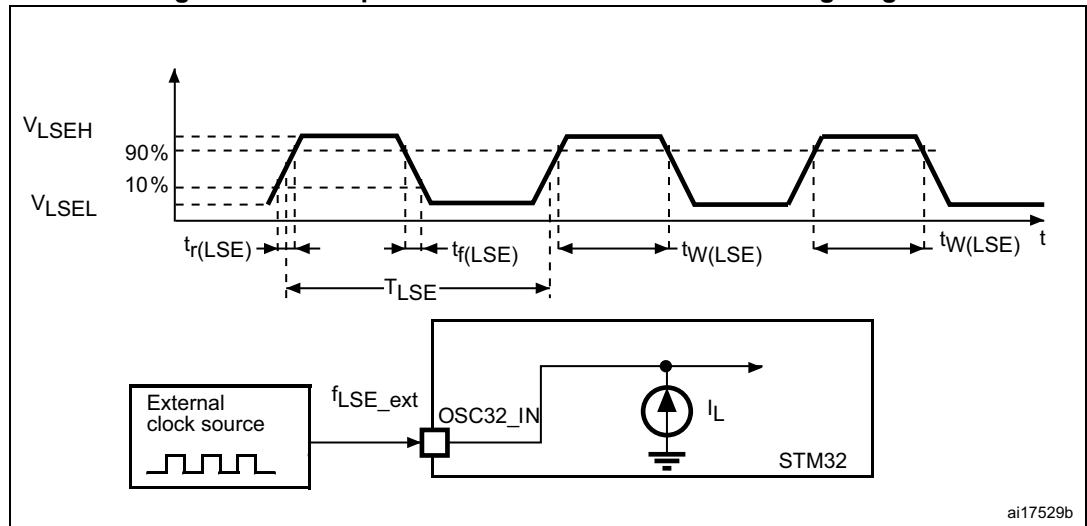 VLSEH
90%
10%
VLSEL
tr(LSE)
tf(LSE)
tW(LSE)
tW(LSE)
t
TLSE
External
clock source
fLSE_ext
OSC32_IN
IL
STM32
ai17529b